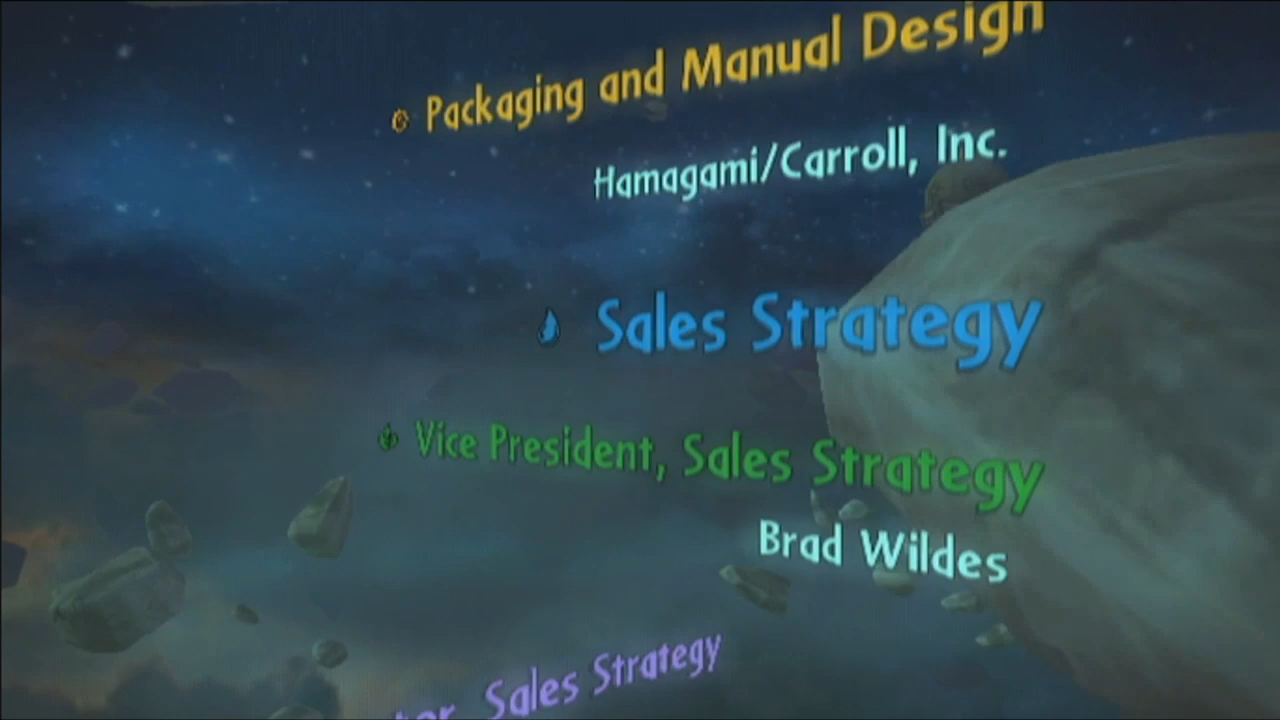 Packaging and Manual Design
Hamagami/Carroll, Inc.
Sales Strategy
Vice President, Sales Strategy
Brad Wildes
Sales Strategy